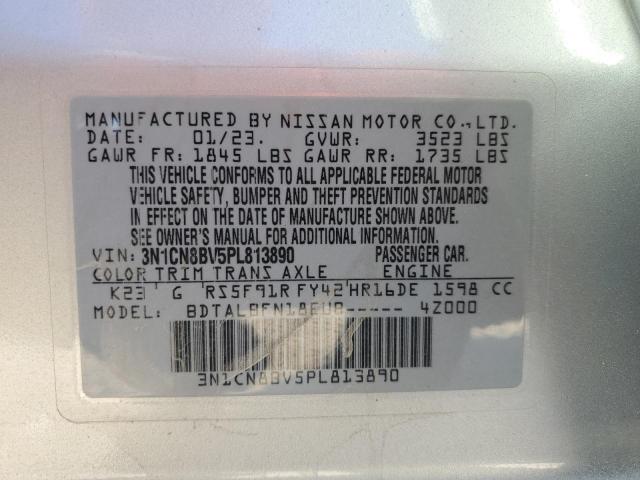 MANUFACTURED BY NISSAN MOTOR CO.,LTD.
DATE: 01/23. GVWR: 3523 LBS
GAWR FR: 1845 LBS GAWR RR: 1735 LBS
THIS VEHICLE CONFORMS TO ALL APPLICABLE FEDERAL MOTOR
VEHICLE SAFETY, BUMPER AND THEFT PREVENTION STANDARDS
IN EFFECT ON THE DATE OF MANUFACTURE SHOWN ABOVE.
SEE OWNER'S MANUAL FOR ADDITIONAL INFORMATION.
VIN: 3N1CN8BV5PL813890 PASSENGER CAR.
COLOR TRIM TRANS AXLE ENGINE
K23 G RS5F91R FY42 HR16DE 1598 CC
MODEL: ----- 4Z000
3N1CN8BV5PL813890